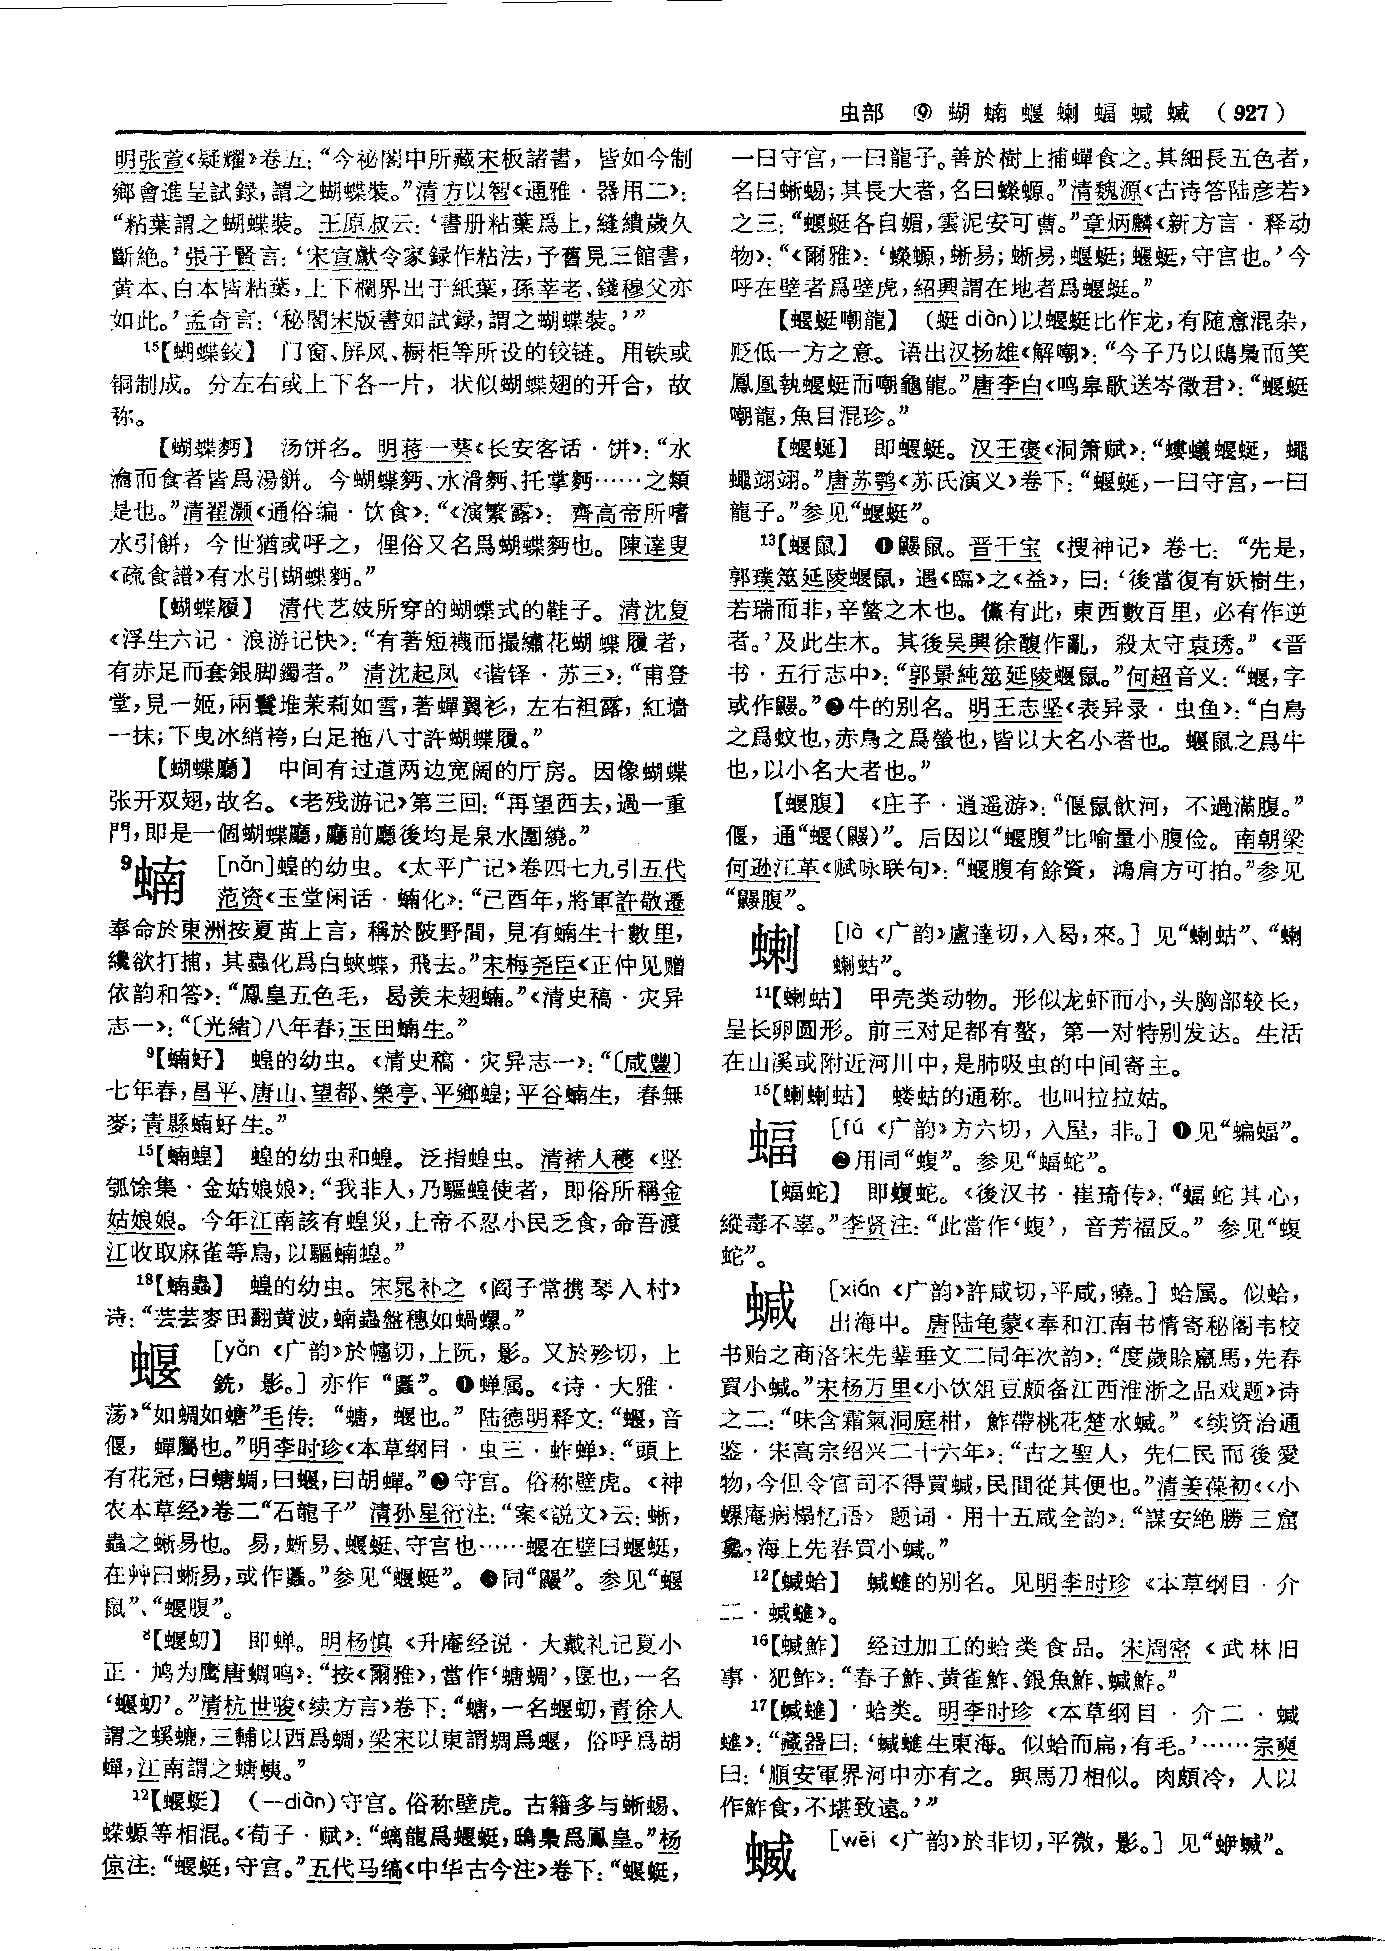 虫部 ⑨ 蝴蝻蝘蝲蝠蝛蝛 (927)
明张萱《疑耀》卷五：“今祕閣中所藏宋板諸書，皆如今制
鄉會進呈試録，謂之蝴蝶裝。”清方以智《通雅·器用二》：
“粘葉謂之蝴蝶裝。王原叔云：‘書册粘葉爲上，縫繢歲久
斷絶。’張子賢言：‘宋宣獻令家録作粘法，予舊見三館書，
黄本、白本皆粘葉，上下欄界出于紙葉，孫莘老、錢穆父亦
如此。’孟奇言：‘秘閣宋版書如試録，謂之蝴蝶裝。’”
15【蝴蝶铰】 门窗、屏风、橱柜等所设的铰链。用铁或
铜制成。分左右或上下各一片，状似蝴蝶翅的开合，故
称。
【蝴蝶麪】 汤饼名。明蒋一葵《长安客话·饼》：“水
瀹而食者皆爲湯餅。今蝴蝶麪、水滑麪、托掌麪……之類
是也。”清翟灏《通俗编·饮食》：“《演繁露》：齊高帝所嗜
水引餅，今世猶或呼之，俚俗又名爲蝴蝶麪也。陳達叟
《疏食譜》有水引蝴蝶麪。”
【蝴蝶履】 清代艺妓所穿的蝴蝶式的鞋子。清沈复
《浮生六记·浪游记快》：“有著短襪而撮繡花蝴蝶履者，
有赤足而套銀脚鐲者。”清沈起凤《谐铎·苏三》：“甫登
堂，見一姬，兩鬟堆茉莉如雪，著蟬翼衫，左右袒露，紅墻
一抹；下曳冰綃袴，白足拖八寸許蝴蝶履。”
【蝴蝶廳】 中间有过道两边宽阔的厅房。因像蝴蝶
张开双翅，故名。《老残游记》第三回：“再望西去，過一重
門，即是一個蝴蝶廳，廳前廳後均是泉水圍繞。”
9蝻 [nǎn]蝗的幼虫。《太平广记》卷四七九引五代
范资《玉堂闲话·蝻化》：“己酉年，將軍許敬遷
奉命於東洲按夏苗上言，稱於陂野間，見有蝻生十數里，
纔欲打捕，其蟲化爲白蛺蝶，飛去。”宋梅尧臣《正仲见赠
依韵和答》：“鳳皇五色毛，曷羡未翅蝻。”《清史稿·灾异
志一》：“〔光緒〕八年春，玉田蝻生。”
9【蝻好】 蝗的幼虫。《清史稿·灾异志一》：“〔咸豐〕
七年春，昌平、唐山、望都、樂亭、平鄉蝗；平谷蝻生，春無
麥；青縣蝻好生。”
15【蝻蝗】 蝗的幼虫和蝗。泛指蝗虫。清褚人穫《坚
瓠馀集·金姑娘娘》：“我非人，乃驅蝗使者，即俗所稱金
姑娘娘。今年江南該有蝗災，上帝不忍小民乏食，命吾渡
江收取麻雀等鳥，以驅蝻蝗。”
18【蝻蟲】 蝗的幼虫。宋晁补之《阎子常携琴入村》
诗：“芸芸麥田翻黄波，蝻蟲盤穗如蝸螺。”
蝘 [yǎn《广韵》於幰切，上阮，影。又於殄切，上
銑，影。]亦作“蝘”。❶蝉属。《诗·大雅·
荡》“如蜩如螗”毛传：“螗，蝘也。”陆德明释文：“蝘，音
偃，蟬屬也。”明李时珍《本草纲目·虫三·蚱蝉》：“頭上
有花冠，曰螗蜩，曰蝘，曰胡蟬。”❷守宫。俗称壁虎。《神
农本草经》卷二“石龍子”清孙星衍注：“案《説文》云：蜥，
蟲之蜥易也。易，蜥易、蝘蜓、守宫也……蝘在壁曰蝘蜓，
在艸曰蜥易，或作䘌。”参见“蝘蜓”。❸同“鼴”。参见“蝘
鼠”、“蝘腹”。
8【蝘虭】 即蝉。明杨慎《升庵经说·大戴礼记夏小
正·鸠为鹰唐蜩鸣》：“按《爾雅》，當作‘螗蜩’，匽也，一名
‘蝘虭’。”清杭世骏《续方言》卷下：“螗，一名蝘虭，青徐人
謂之螇螰，三輔以西爲蜩，梁宋以東謂蜩爲蝘，俗呼爲胡
蟬，江南謂之螗蛦。”
12【蝘蜓】 (—diàn)守宫。俗称壁虎。古籍多与蜥蜴、
蝾螈等相混。《荀子·赋》：“螭龍爲蝘蜓，鴟梟爲鳳皇。”杨
倞注：“蝘蜓，守宫。”五代马缟《中华古今注》卷下：“蝘蜓，
一曰守宫，一曰龍子。善於樹上捕蟬食之。其細長五色者，
名曰蜥蜴；其長大者，名曰蠑螈。”清魏源《古诗答陆彦若》
之三：“蝘蜓各自媚，雲泥安可曹。”章炳麟《新方言·释动
物》：“《爾雅》：‘蠑螈，蜥易；蜥易，蝘蜓；蝘蜓，守宫也。’今
呼在壁者爲壁虎，紹興謂在地者爲蝘蜓。”
【蝘蜓嘲龍】 (蜓diàn)以蝘蜓比作龙，有随意混杂，
贬低一方之意。语出汉扬雄《解嘲》：“今子乃以鴟梟而笑
鳳凰執蝘蜓而嘲龜龍。”唐李白《鸣皋歌送岑徵君》：“蝘蜓
嘲龍，魚目混珍。”
【蝘蜒】 即蝘蜓。汉王褒《洞箫赋》：“螻蟻蝘蜒，蠅
蠅翊翊。”唐苏鹗《苏氏演义》卷下：“蝘蜒，一曰守宫，一曰
龍子。”参见“蝘蜓”。
13【蝘鼠】 ❶鼴鼠。晋干宝《搜神记》卷七：“先是，
郭璞筮延陵蝘鼠，遇《臨》之《益》，曰：‘後當復有妖樹生，
若瑞而非，辛螫之木也。儻有此，東西數百里，必有作逆
者。’及此生木。其後吴興徐馥作亂，殺太守袁琇。”《晋
书·五行志中》：“郭景純筮延陵蝘鼠。”何超音义：“蝘，字
或作鼴。”❷牛的别名。明王志坚《表异录·虫鱼》：“白鳥
之爲蚊也，赤鳥之爲螢也，皆以大名小者也。蝘鼠之爲牛
也，以小名大者也。”
【蝘腹】 《庄子·逍遥游》：“偃鼠飲河，不過滿腹。”
偃，通“蝘(鼴)”。后因以“蝘腹”比喻量小腹俭。南朝梁
何逊江革《赋咏联句》：“蝘腹有餘資，鴻肩方可拍。”参见
“鼴腹”。
蝲 [là《广韵》盧達切，入曷，來。]见“蝲蛄”、“蝲
蝲蛄”。
11【蝲蛄】 甲壳类动物。形似龙虾而小，头胸部较长，
呈长卵圆形。前三对足都有螯，第一对特别发达。生活
在山溪或附近河川中，是肺吸虫的中间寄主。
15【蝲蝲蛄】 蝼蛄的通称。也叫拉拉姑。
蝠 [fú《广韵》方六切，入屋，非。]❶见“蝙蝠”。
❷用同“蝮”。参见“蝠蛇”。
【蝠蛇】 即蝮蛇。《後汉书·崔琦传》：“蝠蛇其心，
縱毒不辜。”李贤注：“此當作‘蝮’，音芳福反。”参见“蝮
蛇”。
䗥 [xián《广韵》許咸切，平咸，曉。]蛤属。似蛤，
出海中。唐陆龟蒙《奉和江南书情寄秘阁韦校
书贻之商洛宋先辈垂文二同年次韵》：“度歲賒羸馬，先春
買小䗥。”宋杨万里《小饮俎豆颇备江西淮浙之品戏题》诗
之二：“味含霜氣洞庭柑，鮓帶桃花楚水䗥。”《续资治通
鉴·宋高宗绍兴二十六年》：“古之聖人，先仁民而後愛
物，今但令官司不得買䗥，民間從其便也。”清姜葆初《〈小
螺庵病榻忆语〉题词·用十五咸全韵》：“謀安絶勝三窟
㕙，海上先春買小䗥。”
12【䗥蛤】 䗥䗯的别名。见明李时珍《本草纲目·介
二·䗥䗯》。
16【䗥鮓】 经过加工的蛤类食品。宋周密《武林旧
事·犯鲊》：“春子鮓、黄雀鮓、銀魚鮓、䗥鮓。”
17【䗥䗯】 蛤类。明李时珍《本草纲目·介二·䗥
䗯》：“藏器曰：‘䗥䗯生東海。似蛤而扁，有毛。’……宗奭
曰：‘順安軍界河中亦有之。與馬刀相似。肉頗冷，人以
作鮓食，不堪致遠。’”
蝛 [wēi《广韵》於非切，平微，影。]见“蛜蝛”。